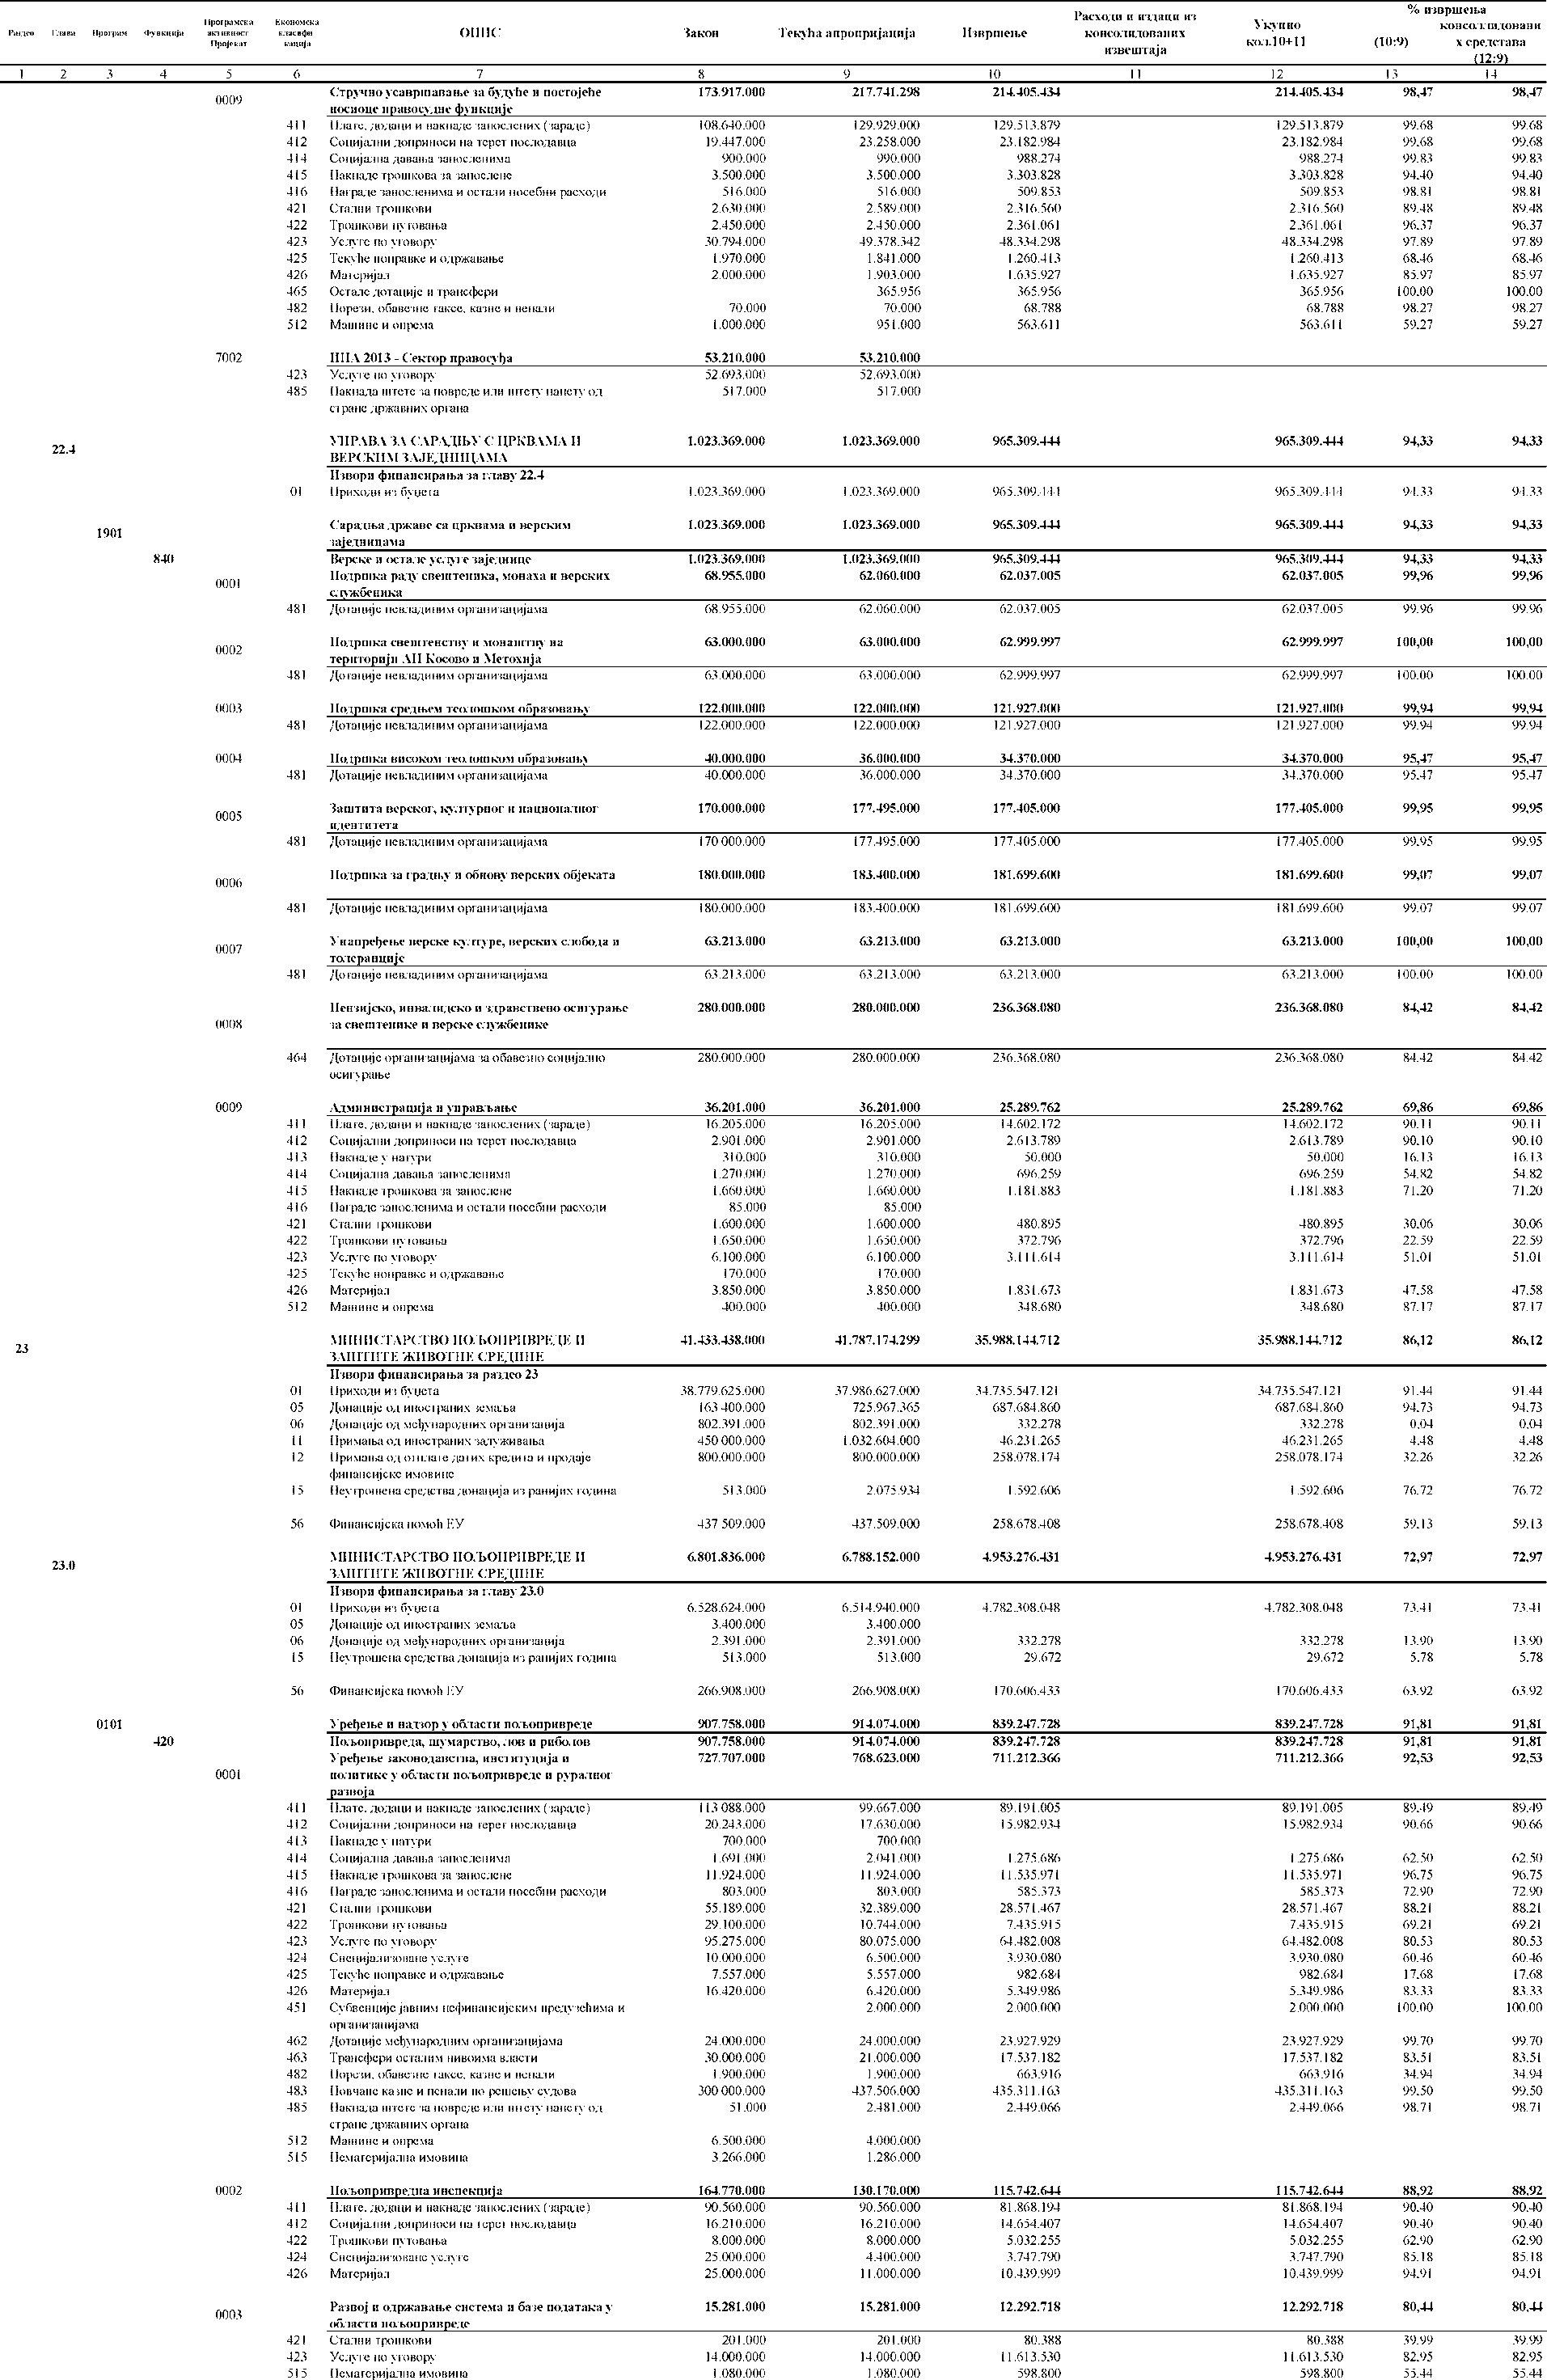 Раздео Глава Програм Функција Програмска активност Пројекат Економска класификација ОПИС Закон Текућа апропријација Извршење Расходи и издаци из консолидованих извештаја Укупно кол.10+11 % извршења (10:9) консолидованих средстава (12:9)
1 2 3 4 5 6 7 8 9 10 11 12 13 14
0009 Стручно усавршавање за будуће и постојеће 173.917.000 217.741.298 214.405.434 214.405.434 98,47 98,47
носиоце правосудне функције
411 Плате, додаци и накнаде запослених (зараде) 108.640.000 129.929.000 129.513.879 129.513.879 99.68 99.68
412 Социјални доприноси на терет послодавца 19.447.000 23.258.000 23.182.984 23.182.984 99.68 99.68
414 Социјална давања запосленима 900.000 990.000 988.274 988.274 99.83 99.83
415 Накнаде трошкова за запослене 3.500.000 3.500.000 3.303.828 3.303.828 94.40 94.40
416 Награде запосленима и остали посебни расходи 516.000 516.000 509.853 509.853 98.81 98.81
421 Стални трошкови 2.630.000 2.589.000 2.316.560 2.316.560 89.48 89.48
422 Трошкови путовања 2.450.000 2.450.000 2.361.061 2.361.061 96.37 96.37
423 Услуге по уговору 30.794.000 49.378.342 48.334.298 48.334.298 97.89 97.89
425 Текуће поправке и одржавање 1.970.000 1.841.000 1.260.413 1.260.413 68.46 68.46
426 Материјал 2.000.000 1.903.000 1.635.927 1.635.927 85.97 85.97
465 Остале дотације и трансфери 365.956 365.956 365.956 100.00 100.00
482 Порези, обавезне таксе, казне и пенали 70.000 70.000 68.788 68.788 98.27 98.27
512 Машине и опрема 1.000.000 951.000 563.611 563.611 59.27 59.27
7002 ИПА 2013 - Сектор правосуђа 53.210.000 53.210.000
423 Услуге по уговору 52.693.000 52.693.000
485 Накнада штете за повреде или штету нанету од 517.000 517.000
стране државних органа
22.4 УПРАВА ЗА САРАДЊУ С ЦРКВАМА И 1.023.369.000 1.023.369.000 965.309.444 965.309.444 94,33 94,33
ВЕРСКИМ ЗАЈЕДНИЦАМА
Извори финансирања за главу 22.4
01 Приходи из буџета 1.023.369.000 1.023.369.000 965.309.444 965.309.444 94.33 94.33
1901 Сарадња државе са црквама и верским 1.023.369.000 1.023.369.000 965.309.444 965.309.444 94,33 94,33
заједницама
840 Верске и остале услуге заједнице 1.023.369.000 1.023.369.000 965.309.444 965.309.444 94,33 94,33
0001 Подршка раду свештеника, монаха и верских 68.955.000 62.060.000 62.037.005 62.037.005 99,96 99,96
службеника
481 Дотације невладиним организацијама 68.955.000 62.060.000 62.037.005 62.037.005 99.96 99.96
0002 Подршка свештенству и монаштву на 63.000.000 63.000.000 62.999.997 62.999.997 100,00 100,00
територији АП Косово и Метохија
481 Дотације невладиним организацијама 63.000.000 63.000.000 62.999.997 62.999.997 100.00 100.00
0003 Подршка средњем теолошком образовању 122.000.000 122.000.000 121.927.000 121.927.000 99,94 99,94
481 Дотације невладиним организацијама 122.000.000 122.000.000 121.927.000 121.927.000 99.94 99.94
0004 Подршка високом теолошком образовању 40.000.000 36.000.000 34.370.000 34.370.000 95,47 95,47
481 Дотације невладиним организацијама 40.000.000 36.000.000 34.370.000 34.370.000 95.47 95.47
0005 Заштита верског, културног и националног 170.000.000 177.495.000 177.405.000 177.405.000 99,95 99,95
идентитета
481 Дотације невладиним организацијама 170.000.000 177.495.000 177.405.000 177.405.000 99.95 99.95
0006 Подршка за градњу и обнову верских објеката 180.000.000 183.400.000 181.699.600 181.699.600 99,07 99,07
481 Дотације невладиним организацијама 180.000.000 183.400.000 181.699.600 181.699.600 99.07 99.07
0007 Унапређење верске културе, верских слобода и 63.213.000 63.213.000 63.213.000 63.213.000 100,00 100,00
толеранције
481 Дотације невладиним организацијама 63.213.000 63.213.000 63.213.000 63.213.000 100.00 100.00
0008 Пензијско, инвалидско и здравствено осигурање 280.000.000 280.000.000 236.368.080 236.368.080 84,42 84,42
за свештенике и верске службенике
464 Дотације организацијама за обавезно социјално 280.000.000 280.000.000 236.368.080 236.368.080 84.42 84.42
осигурање
0009 Администрација и управљање 36.201.000 36.201.000 25.289.762 25.289.762 69,86 69,86
411 Плате, додаци и накнаде запослених (зараде) 16.205.000 16.205.000 14.602.172 14.602.172 90.11 90.11
412 Социјални доприноси на терет послодавца 2.901.000 2.901.000 2.613.789 2.613.789 90.10 90.10
413 Накнаде у натури 310.000 310.000 50.000 50.000 16.13 16.13
414 Социјална давања запосленима 1.270.000 1.270.000 696.259 696.259 54.82 54.82
415 Накнаде трошкова за запослене 1.660.000 1.660.000 1.181.883 1.181.883 71.20 71.20
416 Награде запосленима и остали посебни расходи 85.000 85.000
421 Стални трошкови 1.600.000 1.600.000 480.895 480.895 30.06 30.06
422 Трошкови путовања 1.650.000 1.650.000 372.796 372.796 22.59 22.59
423 Услуге по уговору 6.100.000 6.100.000 3.111.614 3.111.614 51.01 51.01
425 Текуће поправке и одржавање 170.000 170.000
426 Материјал 3.850.000 3.850.000 1.831.673 1.831.673 47.58 47.58
512 Машине и опрема 400.000 400.000 348.680 348.680 87.17 87.17
23 МИНИСТАРСТВО ПОЉОПРИВРЕДЕ И 41.433.438.000 41.787.174.299 35.988.144.712 35.988.144.712 86,12 86,12
ЗАШТИТЕ ЖИВОТНЕ СРЕДИНЕ
Извори финансирања за раздео 23
01 Приходи из буџета 38.779.625.000 37.986.627.000 34.735.547.121 34.735.547.121 91.44 91.44
05 Донације од иностраних земаља 163.400.000 725.967.365 687.684.860 687.684.860 94.73 94.73
06 Донације од међународних организација 802.391.000 802.391.000 332.278 332.278 0.04 0.04
11 Примања од иностраних задуживања 450.000.000 1.032.604.000 46.231.265 46.231.265 4.48 4.48
12 Примања од отплате датих кредита и продаје 800.000.000 800.000.000 258.078.174 258.078.174 32.26 32.26
финансијске имовине
15 Неутрошена средства донација из ранијих година 513.000 2.075.934 1.592.606 1.592.606 76.72 76.72
56 Финансијска помоћ ЕУ 437.509.000 437.509.000 258.678.408 258.678.408 59.13 59.13
23.0 МИНИСТАРСТВО ПОЉОПРИВРЕДЕ И 6.801.836.000 6.788.152.000 4.953.276.431 4.953.276.431 72,97 72,97
ЗАШТИТЕ ЖИВОТНЕ СРЕДИНЕ
Извори финансирања за главу 23.0
01 Приходи из буџета 6.528.624.000 6.514.940.000 4.782.308.048 4.782.308.048 73.41 73.41
05 Донације од иностраних земаља 3.400.000 3.400.000
06 Донације од међународних организација 2.391.000 2.391.000 332.278 332.278 13.90 13.90
15 Неутрошена средства донација из ранијих година 513.000 513.000 29.672 29.672 5.78 5.78
56 Финансијска помоћ ЕУ 266.908.000 266.908.000 170.606.433 170.606.433 63.92 63.92
0101 Уређење и надзор у области пољопривреде 907.758.000 914.074.000 839.247.728 839.247.728 91,81 91,81
420 Пољопривреда, шумарство, лов и риболов 907.758.000 914.074.000 839.247.728 839.247.728 91,81 91,81
0001 Уређење законодавства, институција и 727.707.000 768.623.000 711.212.366 711.212.366 92,53 92,53
политике у области пољопривреде и руралног
развоја
411 Плате, додаци и накнаде запослених (зараде) 113.088.000 99.667.000 89.191.005 89.191.005 89.49 89.49
412 Социјални доприноси на терет послодавца 20.243.000 17.630.000 15.982.934 15.982.934 90.66 90.66
413 Накнаде у натури 700.000 700.000
414 Социјална давања запосленима 1.691.000 2.041.000 1.275.686 1.275.686 62.50 62.50
415 Накнаде трошкова за запослене 11.924.000 11.924.000 11.535.971 11.535.971 96.75 96.75
416 Награде запосленима и остали посебни расходи 803.000 803.000 585.373 585.373 72.90 72.90
421 Стални трошкови 55.189.000 32.389.000 28.571.467 28.571.467 88.21 88.21
422 Трошкови путовања 29.100.000 10.744.000 7.435.915 7.435.915 69.21 69.21
423 Услуге по уговору 95.275.000 80.075.000 64.482.008 64.482.008 80.53 80.53
424 Специјализоване услуге 10.000.000 6.500.000 3.930.080 3.930.080 60.46 60.46
425 Текуће поправке и одржавање 7.557.000 5.557.000 982.684 982.684 17.68 17.68
426 Материјал 16.420.000 6.420.000 5.349.986 5.349.986 83.33 83.33
451 Субвенције јавним нефинансијским предузећима и 2.000.000 2.000.000 2.000.000 100.00 100.00
организацијама
462 Дотације међународним организацијама 24.000.000 24.000.000 23.927.929 23.927.929 99.70 99.70
463 Трансфери осталим нивоима власти 30.000.000 21.000.000 17.537.182 17.537.182 83.51 83.51
482 Порези, обавезне таксе, казне и пенали 1.900.000 1.900.000 663.916 663.916 34.94 34.94
483 Новчане казне и пенали по решењу судова 300.000.000 437.506.000 435.311.163 435.311.163 99.50 99.50
485 Накнада штете за повреде или штету нанету од 51.000 2.481.000 2.449.066 2.449.066 98.71 98.71
стране државних органа
512 Машине и опрема 6.500.000 4.000.000
515 Нематеријална имовина 3.266.000 1.286.000
0002 Пољопривредна инспекција 164.770.000 130.170.000 115.742.644 115.742.644 88,92 88,92
411 Плате, додаци и накнаде запослених (зараде) 90.560.000 90.560.000 81.868.194 81.868.194 90.40 90.40
412 Социјални доприноси на терет послодавца 16.210.000 16.210.000 14.654.407 14.654.407 90.40 90.40
422 Трошкови путовања 8.000.000 8.000.000 5.032.255 5.032.255 62.90 62.90
424 Специјализоване услуге 25.000.000 4.400.000 3.747.790 3.747.790 85.18 85.18
426 Материјал 25.000.000 11.000.000 10.439.999 10.439.999 94.91 94.91
0003 Развој и одржавање система и базе података у 15.281.000 15.281.000 12.292.718 12.292.718 80,44 80,44
области пољопривреде
421 Стални трошкови 201.000 201.000 80.388 80.388 39.99 39.99
423 Услуге по уговору 14.000.000 14.000.000 11.613.530 11.613.530 82.95 82.95
515 Нематеријална имовина 1.080.000 1.080.000 598.800 598.800 55.44 55.44